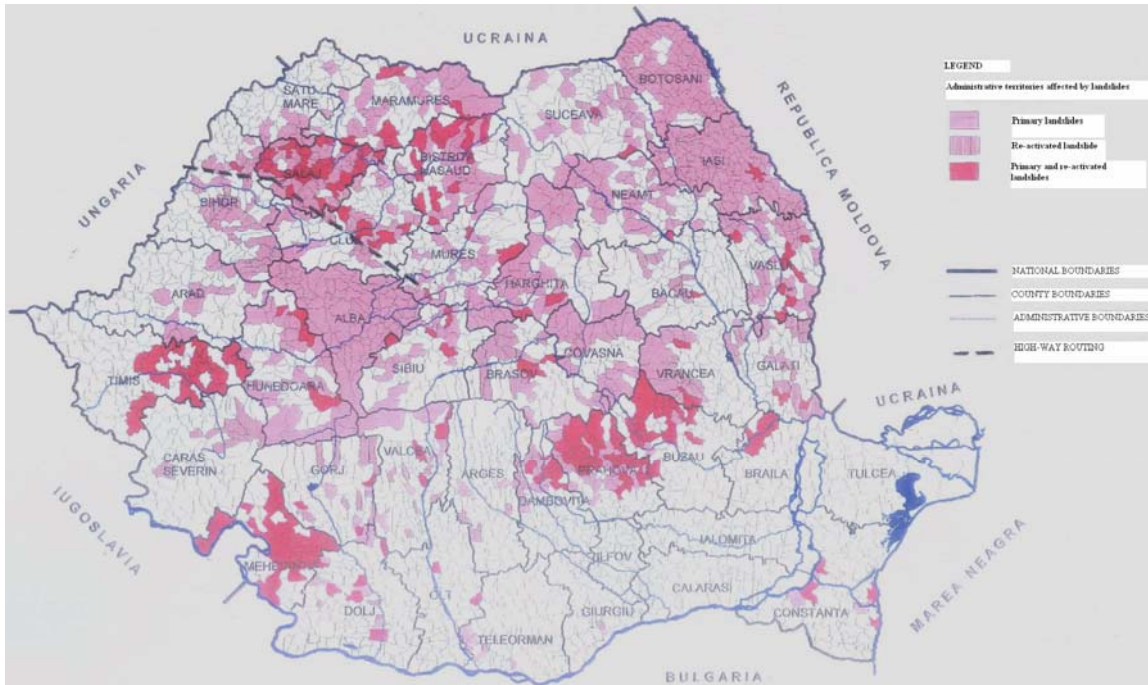 UCRAINA
BOTOSANI
SATU
MARE
MARAMURES
SUCEAVA
REPUBLICA MOLDOVA
UNGARIA
SALAJ
BISTRITA
NASAUD
IASI
BIHOR
NEAMT
CLUJ
MURES
HARGHITA
BACAU
VASLUI
ARAD
ALBA
TIMIS
HUNEDOARA
SIBIU
BRASOV
COVASNA
VRANCEA
GALATI
UCRAINA
CARAS
SEVERIN
GORJ
VALCEA
ARGES
PRAHOVA
BUZAU
BRAILA
TULCEA
DAMBOVITA
IUGOSLAVIA
IALOMITA
ILFOV
CALARASI
DOLJ
OLT
GIURGIU
CONSTANTA
TELEORMAN
MAREA NEAGRA
BULGARIA
LEGEND
Administrative territories affected by landslides
Primary landslides
Re-activated landslide
Primary and re-activated
landslides
NATIONAL BOUNDARIES
COUNTY BOUNDARIES
ADMINISTRATIVE BOUNDARIES
HIGH-WAY ROUTING